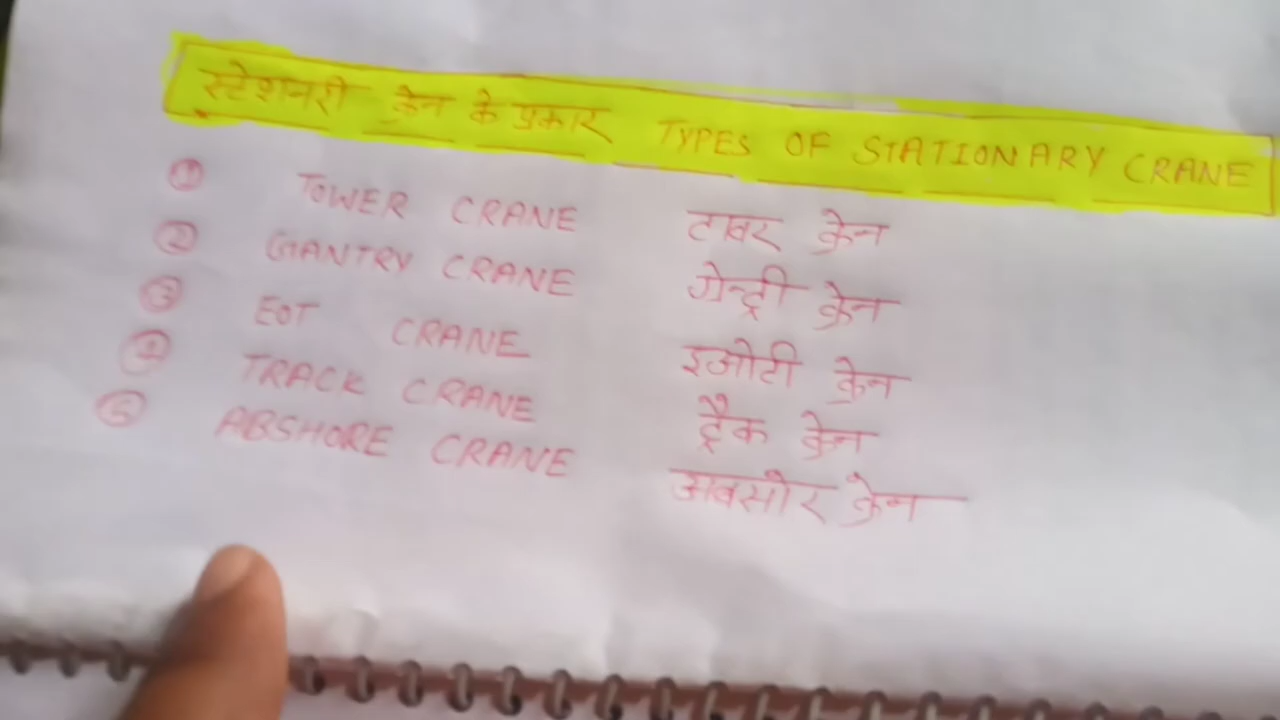 स्टेशनरी क्रेन के प्रकार TYPES OF STATIONARY CRANE
① TOWER CRANE टावर क्रेन
② GANTRY CRANE गेन्ट्री क्रेन
③ EOT CRANE इओटी क्रेन
④ TRACK CRANE ट्रैक क्रेन
⑤ ABSHORE CRANE अबसोर क्रेन